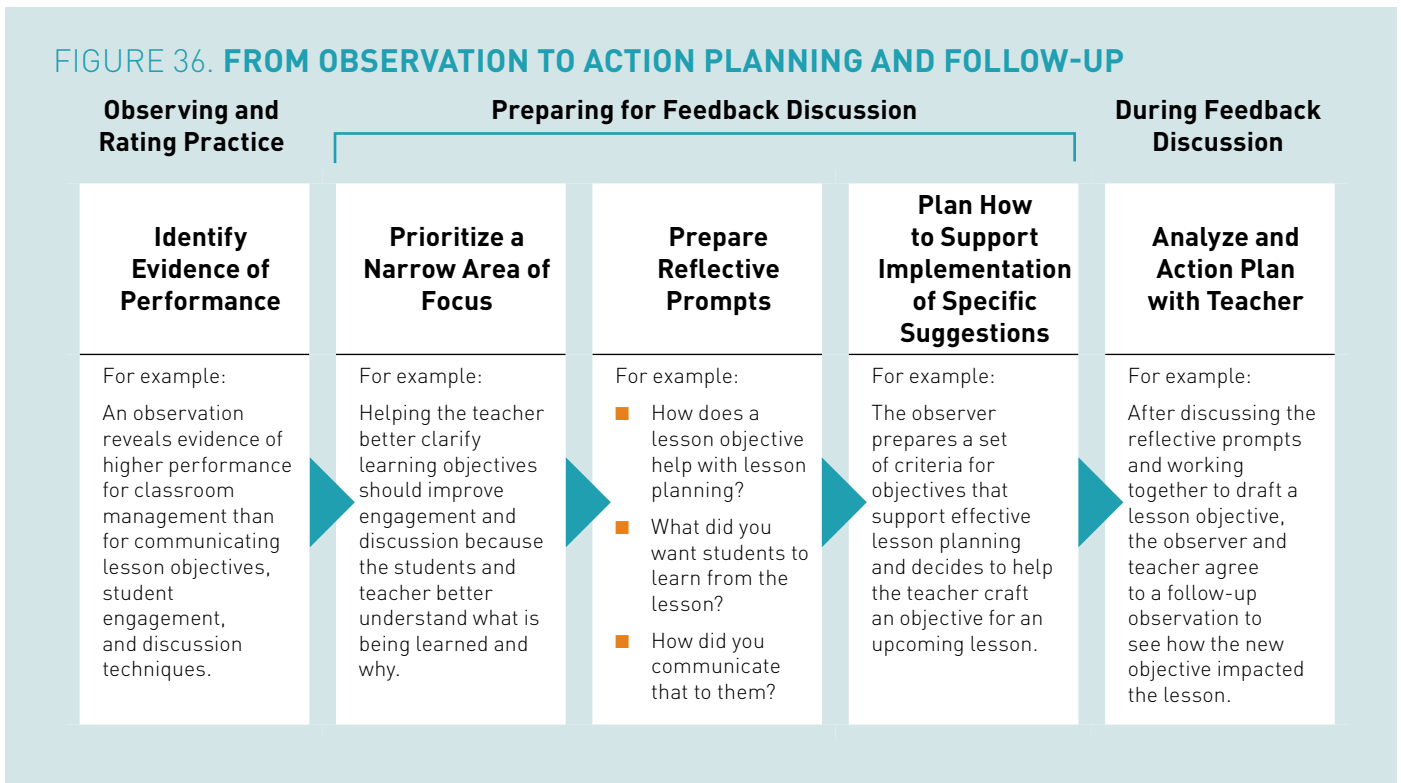 FIGURE 36. FROM OBSERVATION TO ACTION PLANNING AND FOLLOW-UP
Observing and
Rating Practice
Preparing for Feedback Discussion
During Feedback
Discussion
Identify
Evidence of
Performance
For example:
An observation
reveals evidence of
higher performance
for classroom
management than
for communicating
lesson objectives,
student
engagement,
and discussion
techniques.
Prioritize a
Narrow Area of
Focus
For example:
Helping the teacher
better clarify
learning objectives
should improve
engagement and
discussion because
the students and
teacher better
understand what is
being learned and
why.
Prepare
Reflective
Prompts
For example:
■ How does a
lesson objective
help with lesson
planning?
■ What did you
want students to
learn from the
lesson?
■ How did you
communicate
that to them?
Plan How
to Support
Implementation
of Specific
Suggestions
For example:
The observer
prepares a set
of criteria for
objectives that
support effective
lesson planning
and decides to help
the teacher craft
an objective for an
upcoming lesson.
Analyze and
Action Plan
with Teacher
For example:
After discussing the
reflective prompts
and working
together to draft a
lesson objective,
the observer and
teacher agree
to a follow-up
observation to
see how the new
objective impacted
the lesson.